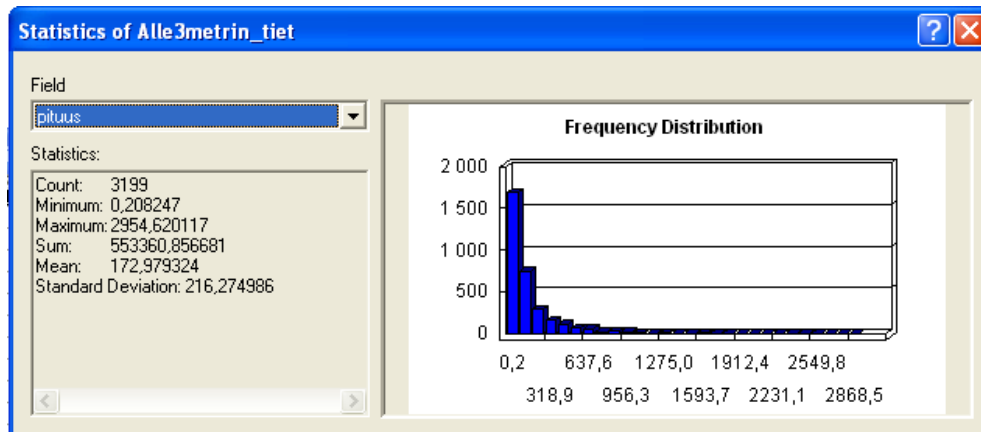 Statistics of Alle3metrin_tiet
Field
pituus
Statistics:
Count: 3199
Minimum: 0,208247
Maximum: 2954,620117
Sum: 553360,856681
Mean: 172,979324
Standard Deviation: 216,274986
Frequency Distribution
2 000
1 500
1 000
500
0
0,2 637,6 1275,0 1912,4 2549,8
318,9 956,3 1593,7 2231,1 2868,5